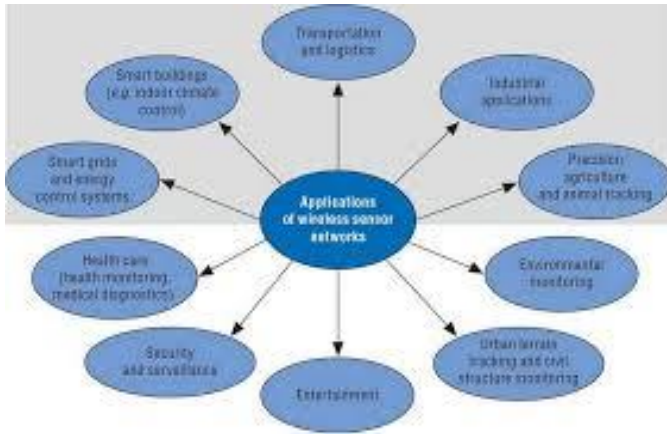 Transportation
and logistics
Smart buildings
(e.g. indoor climate
control)
Industrial
applications
Smart grids
and energy
control systems
Precision
agriculture
and animal tracking
Applications
of wireless sensor
networks
Health care
(health monitoring,
medical diagnostics)
Environmental
monitoring
Security
and surveillance
Urban terrain
tracking and civil
structure monitoring
Entertainment